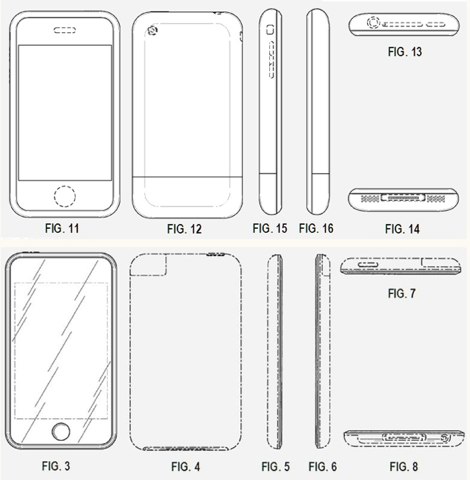 FIG. 13
FIG. 11
FIG. 12
FIG. 15
FIG. 16
FIG. 14
FIG. 7
FIG. 3
FIG. 4
FIG. 5
FIG. 6
FIG. 8